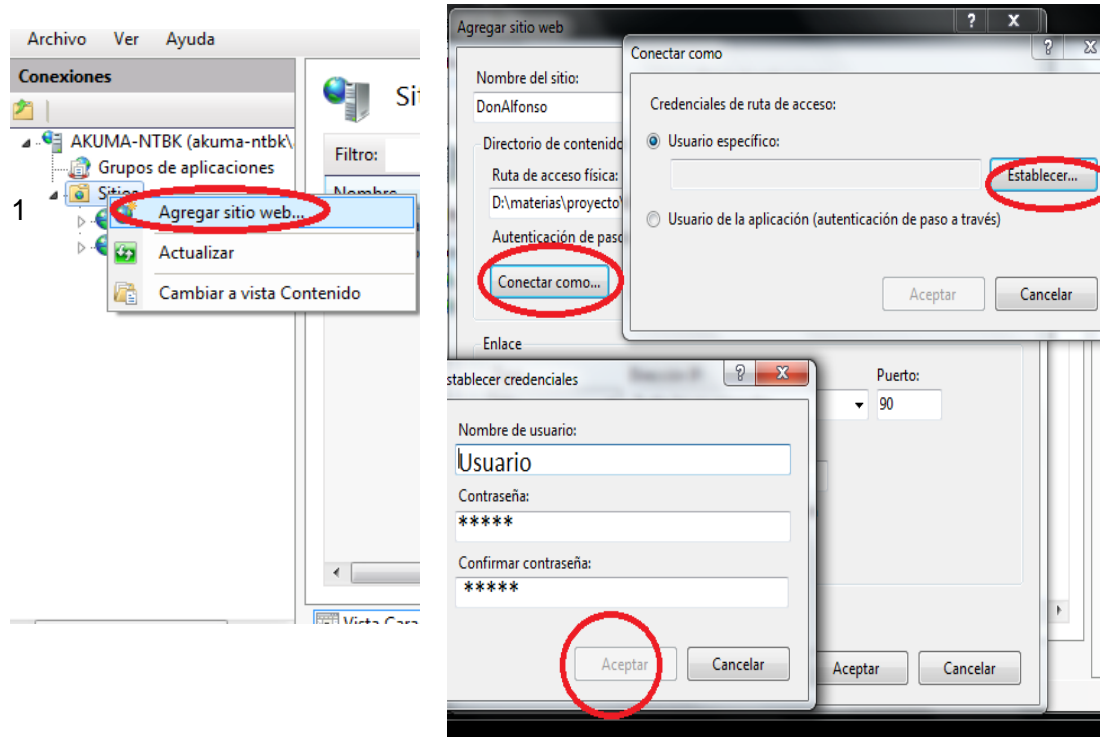 Archivo Ver Ayuda
Conexiones
AKUMA-NTBK (akuma-ntbk\
Grupos de aplicaciones
Sitios
1
Agregar sitio web...
Actualizar
Cambiar a vista Contenido
Filtro:
Nombre
Vista Cara
Agregar sitio web
Nombre del sitio:
DonAlfonso
Directorio de contenido
Ruta de acceso física:
D:\materias\proyecto\
Autenticación de paso
Conectar como...
Enlace
Puerto:
90
Aceptar Cancelar
Conectar como
Credenciales de ruta de acceso:
Usuario específico:
Establecer...
Usuario de la aplicación (autenticación de paso a través)
Aceptar Cancelar
stablecer credenciales
Nombre de usuario:
Usuario
Contraseña:
*****
Confirmar contraseña:
*****
Aceptar Cancelar